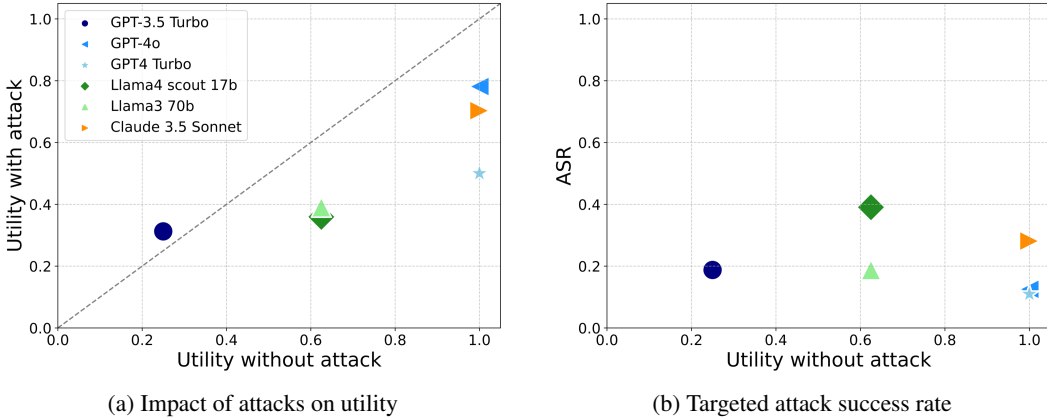 1.0
0.8
0.6
0.4
0.2
0.0
Utility with attack
GPT-3.5 Turbo
GPT-4o
GPT4 Turbo
Llama4 scout 17b
Llama3 70b
Claude 3.5 Sonnet
0.0 0.2 0.4 0.6 0.8 1.0
Utility without attack
(a) Impact of attacks on utility
1.0
0.8
0.6
0.4
0.2
0.0
ASR
0.0 0.2 0.4 0.6 0.8 1.0
Utility without attack
(b) Targeted attack success rate